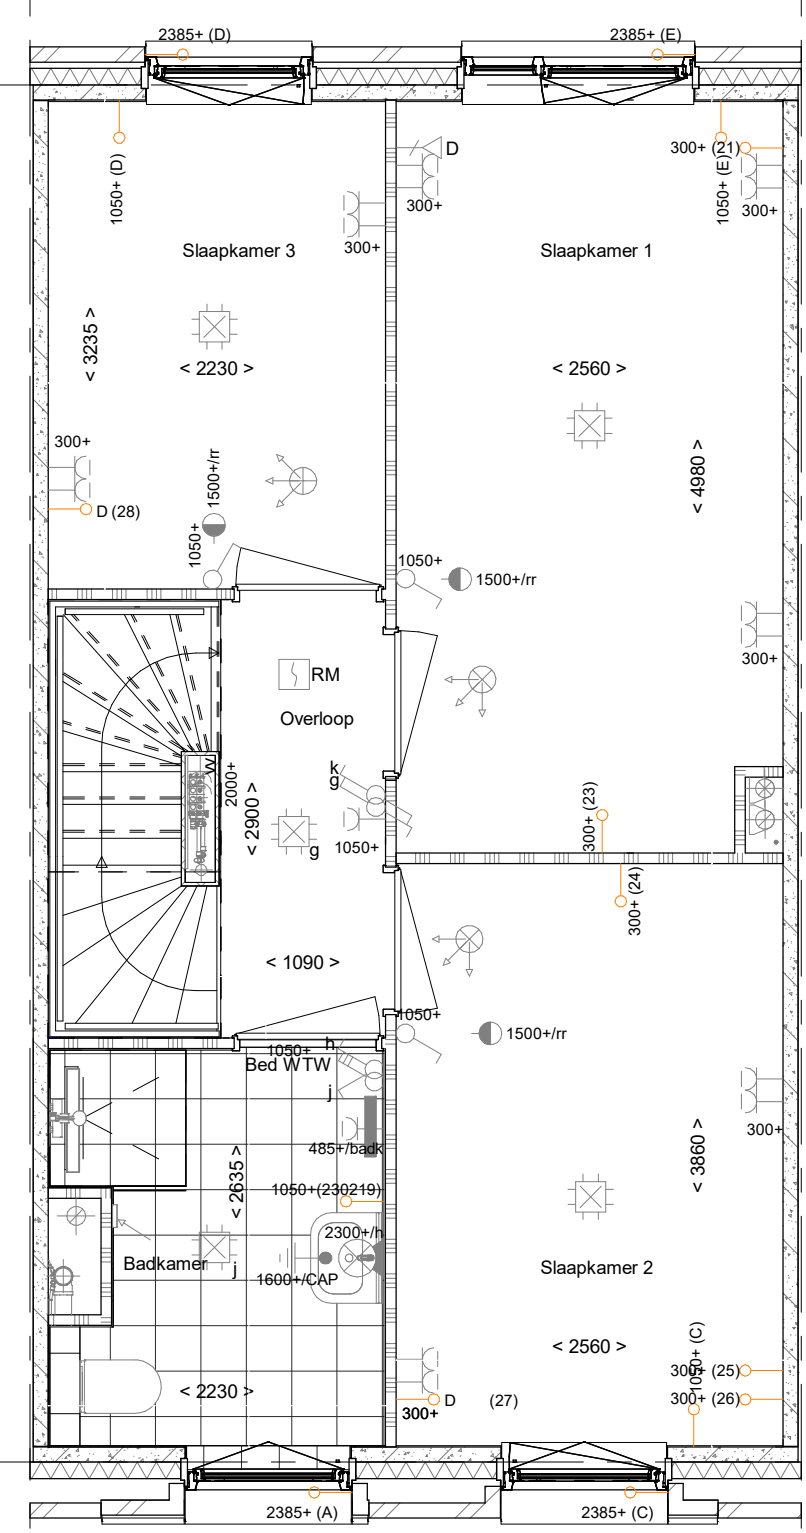 2385+ (D)
2385+ (E)
1050+ (D)
D
300+ (21)
300+
1050+ (E)
300+
300+
Slaapkamer 3
Slaapkamer 1
< 3235 >
< 2230 >
< 2560 >
300+
1500+/rr
< 4980 >
D (28)
1050+
1050+
1500+/rr
300+
RM
Overloop
W
2000+
k
g
< 2900 >
300+ (23)
1050+
g
300+ (24)
< 1090 >
1050+
1500+/rr
h
1050+
Bed WTW
j
300+
485+/badk
< 2635 >
< 3860 >
1050+(230219)
2300+/h
Badkamer
j
1600+/CAP
Slaapkamer 2
< 2560 >
1050+ (C)
300+ (25)
< 2230 >
D
(27)
300+ (26)
300+
2385+ (A)
2385+ (C)